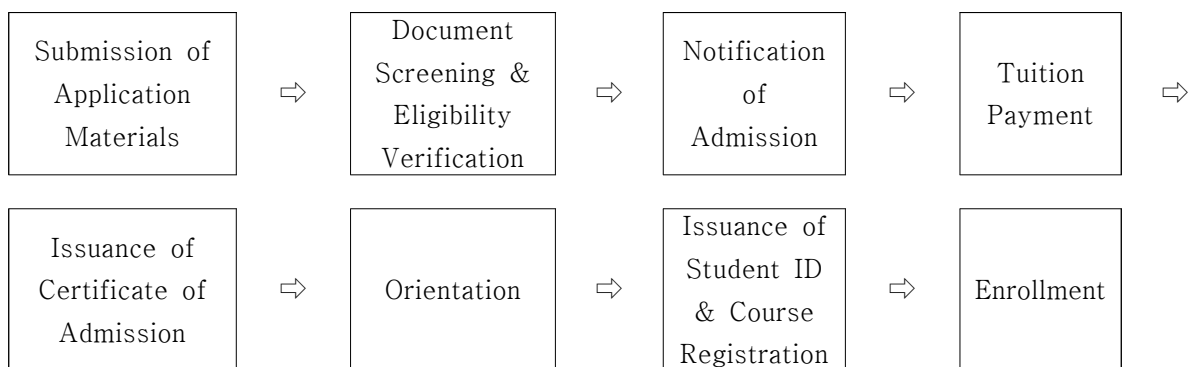 Submission of
Application
Materials
⇨
Document
Screening &
Eligibility
Verification
⇨
Notification
of
Admission
⇨
Tuition
Payment
⇨
Issuance of
Certificate of
Admission
⇨
Orientation
⇨
Issuance of
Student ID
& Course
Registration
⇨
Enrollment